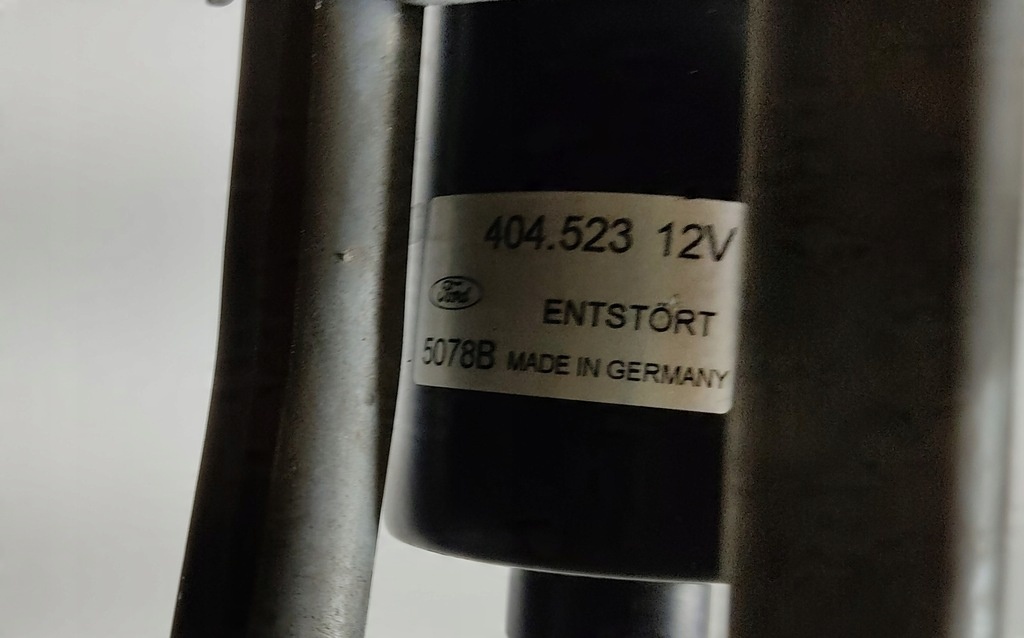 404.523 12V
Ford
ENTSTÖRT
5078B MADE IN GERMANY